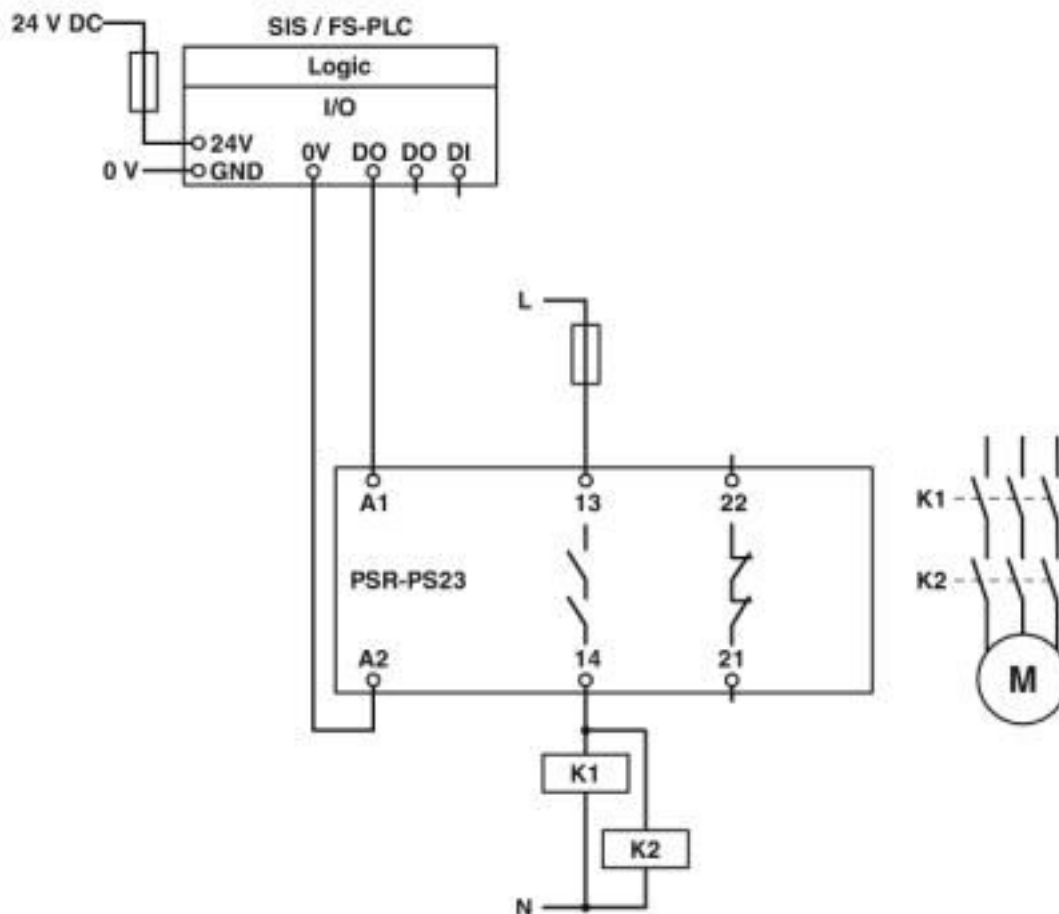 24 V DC
SIS / FS-PLC
Logic
I/O
24V
0V DO DO DI
0 V
GND
L
A1 13 22
K1
PSR-PS23
K2
A2 14 21
M
K1
K2
N